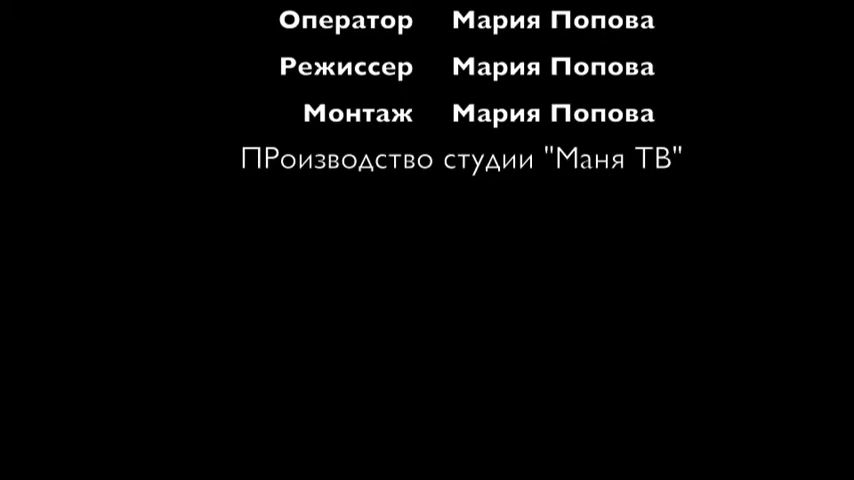 Оператор Мария Попова
Режиссер Мария Попова
Монтаж Мария Попова
ПРоизводство студии "Маня ТВ"